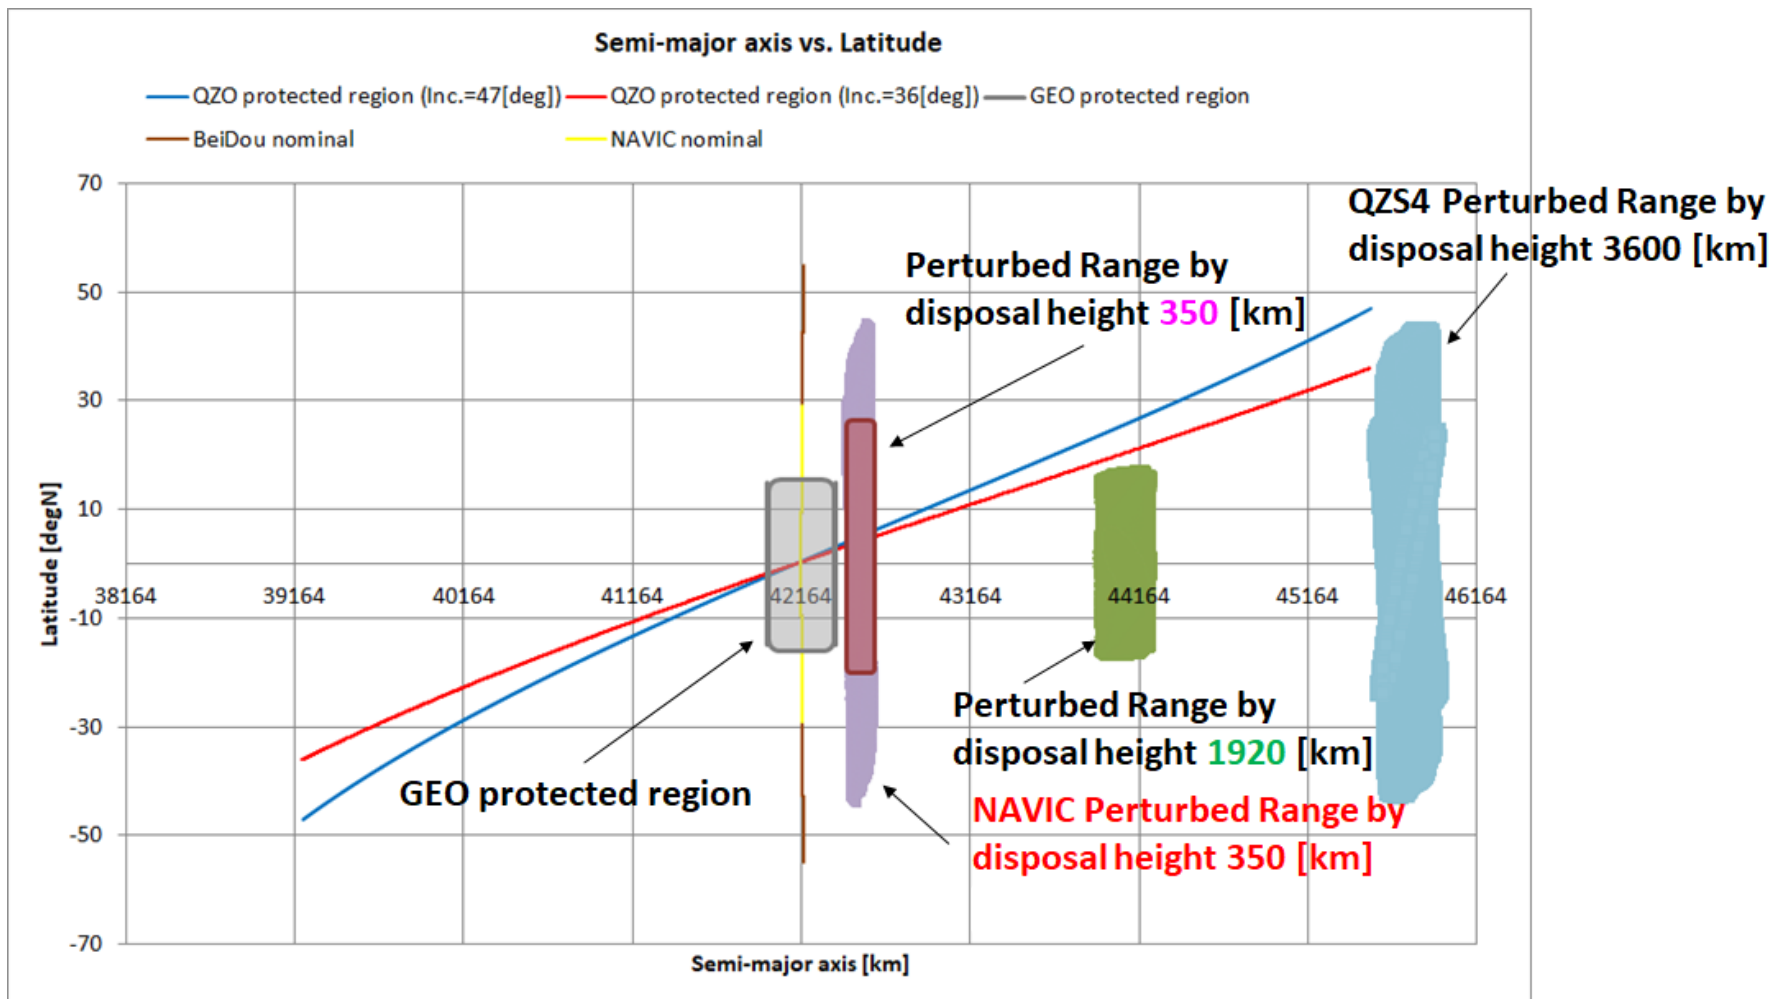 Semi-major axis vs. Latitude
QZO protected region (Inc.=47[deg]) QZO protected region (Inc.=36[deg]) GEO protected region
BeiDou nominal NAVIC nominal
70
50
30
10
-10
-30
-50
-70
Latitude [degN]
38164 39164 40164 41164 42164 43164 44164 45164 46164
Semi-major axis [km]
QZS4 Perturbed Range by
disposal height 3600 [km]
Perturbed Range by
disposal height 350 [km]
Perturbed Range by
disposal height 1920 [km]
GEO protected region
NAVIC Perturbed Range by
disposal height 350 [km]